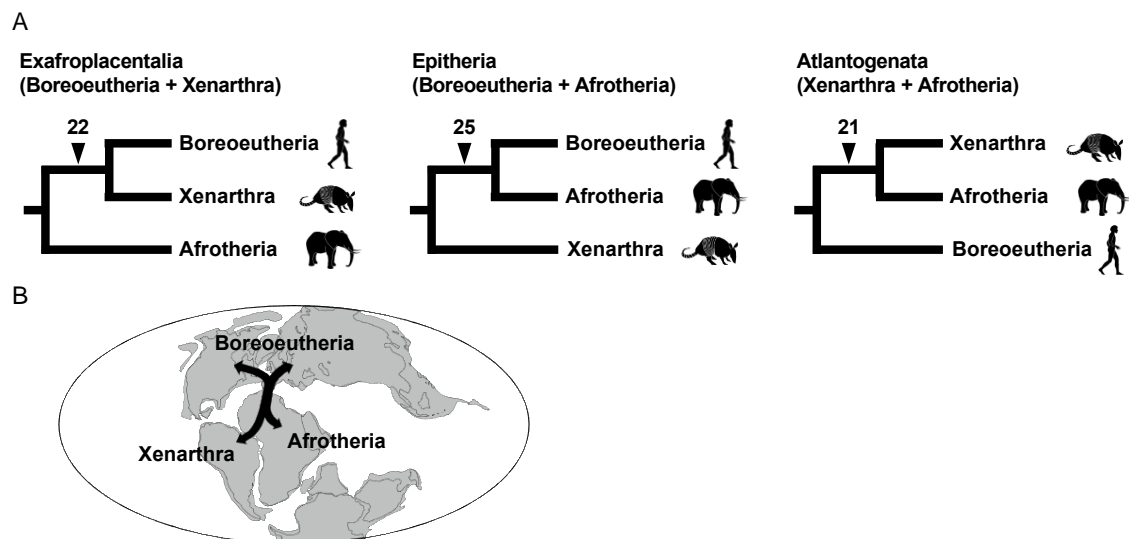 A
Exafroplacentalia
(Boreoeutheria + Xenarthra)
22
Boreoeutheria
Xenarthra
Afrotheria
Epitheria
(Boreoeutheria + Afrotheria)
25
Boreoeutheria
Afrotheria
Xenarthra
Atlantogenata
(Xenarthra + Afrotheria)
21
Xenarthra
Afrotheria
Boreoeutheria
B
Boreoeutheria
Xenarthra
Afrotheria